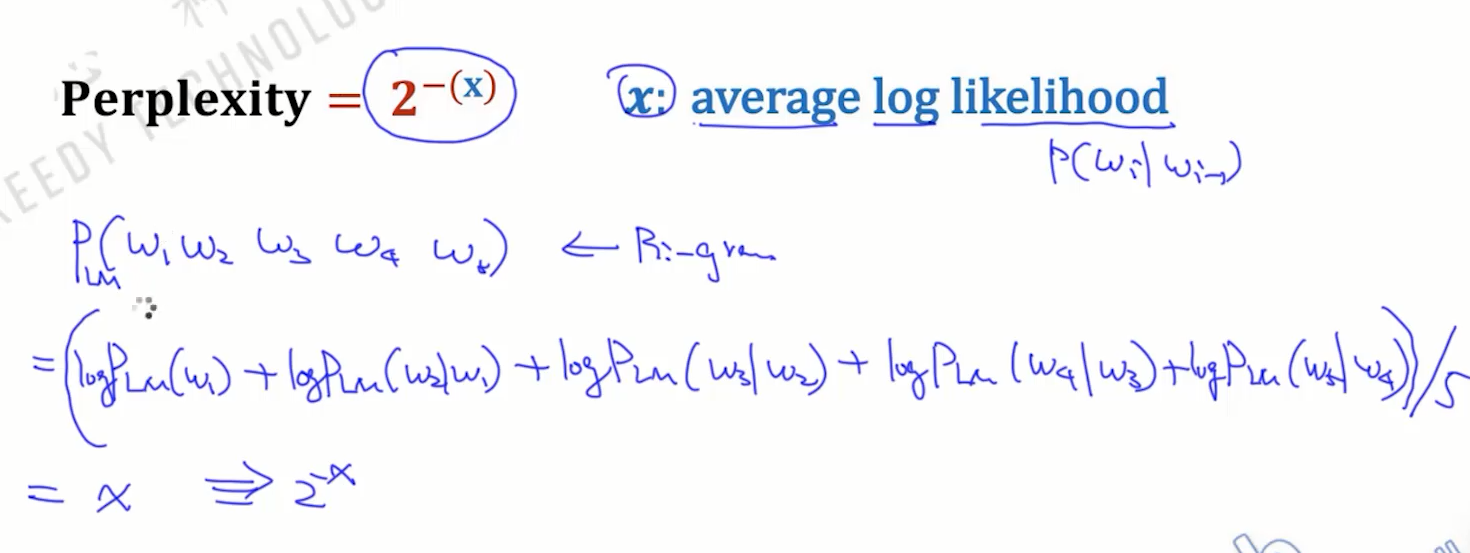 Perplexity = 2^{-(x)} x: average log likelihood
P(w_i | w_{i-1})
P_{LM}(w_1 w_2 w_3 w_4 w_5) ← Bi-gram
= (log P_{LM}(w_1) + log P_{LM}(w_2|w_1) + log P_{LM}(w_3|w_2) + log P_{LM}(w_4|w_3) + log P_{LM}(w_5|w_4)) / 5
= x ⇒ 2^{-x}
REEDY TECHNOLO